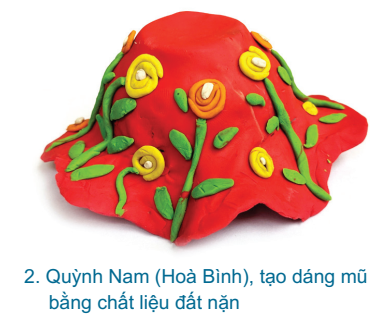 2. Quỳnh Nam (Hoà Bình), tạo dáng mũ
bằng chất liệu đất nặn